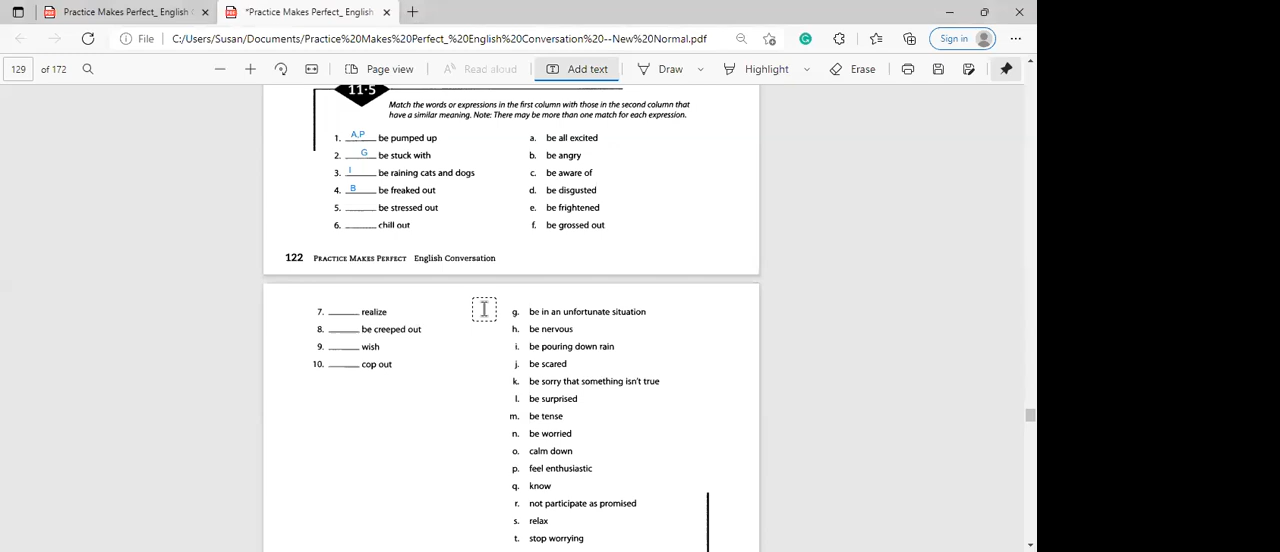 Practice Makes Perfect_ English
*Practice Makes Perfect_ English
File C:/Users/Susan/Documents/Practice%20Makes%20Perfect_%20English%20Conversation%20--New%20Normal.pdf
Sign in
129 of 172
Page view
Read aloud
Add text
Draw
Highlight
Erase
11·5
Match the words or expressions in the first column with those in the second column that
have a similar meaning. Note: There may be more than one match for each expression.
1. A,P be pumped up
2. G be stuck with
3. I be raining cats and dogs
4. B be freaked out
5. ______ be stressed out
6. ______ chill out
a. be all excited
b. be angry
c. be aware of
d. be disgusted
e. be frightened
f. be grossed out
122 PRACTICE MAKES PERFECT English Conversation
7. ______ realize
8. ______ be creeped out
9. ______ wish
10. ______ cop out
g. be in an unfortunate situation
h. be nervous
i. be pouring down rain
j. be scared
k. be sorry that something isn't true
l. be surprised
m. be tense
n. be worried
o. calm down
p. feel enthusiastic
q. know
r. not participate as promised
s. relax
t. stop worrying